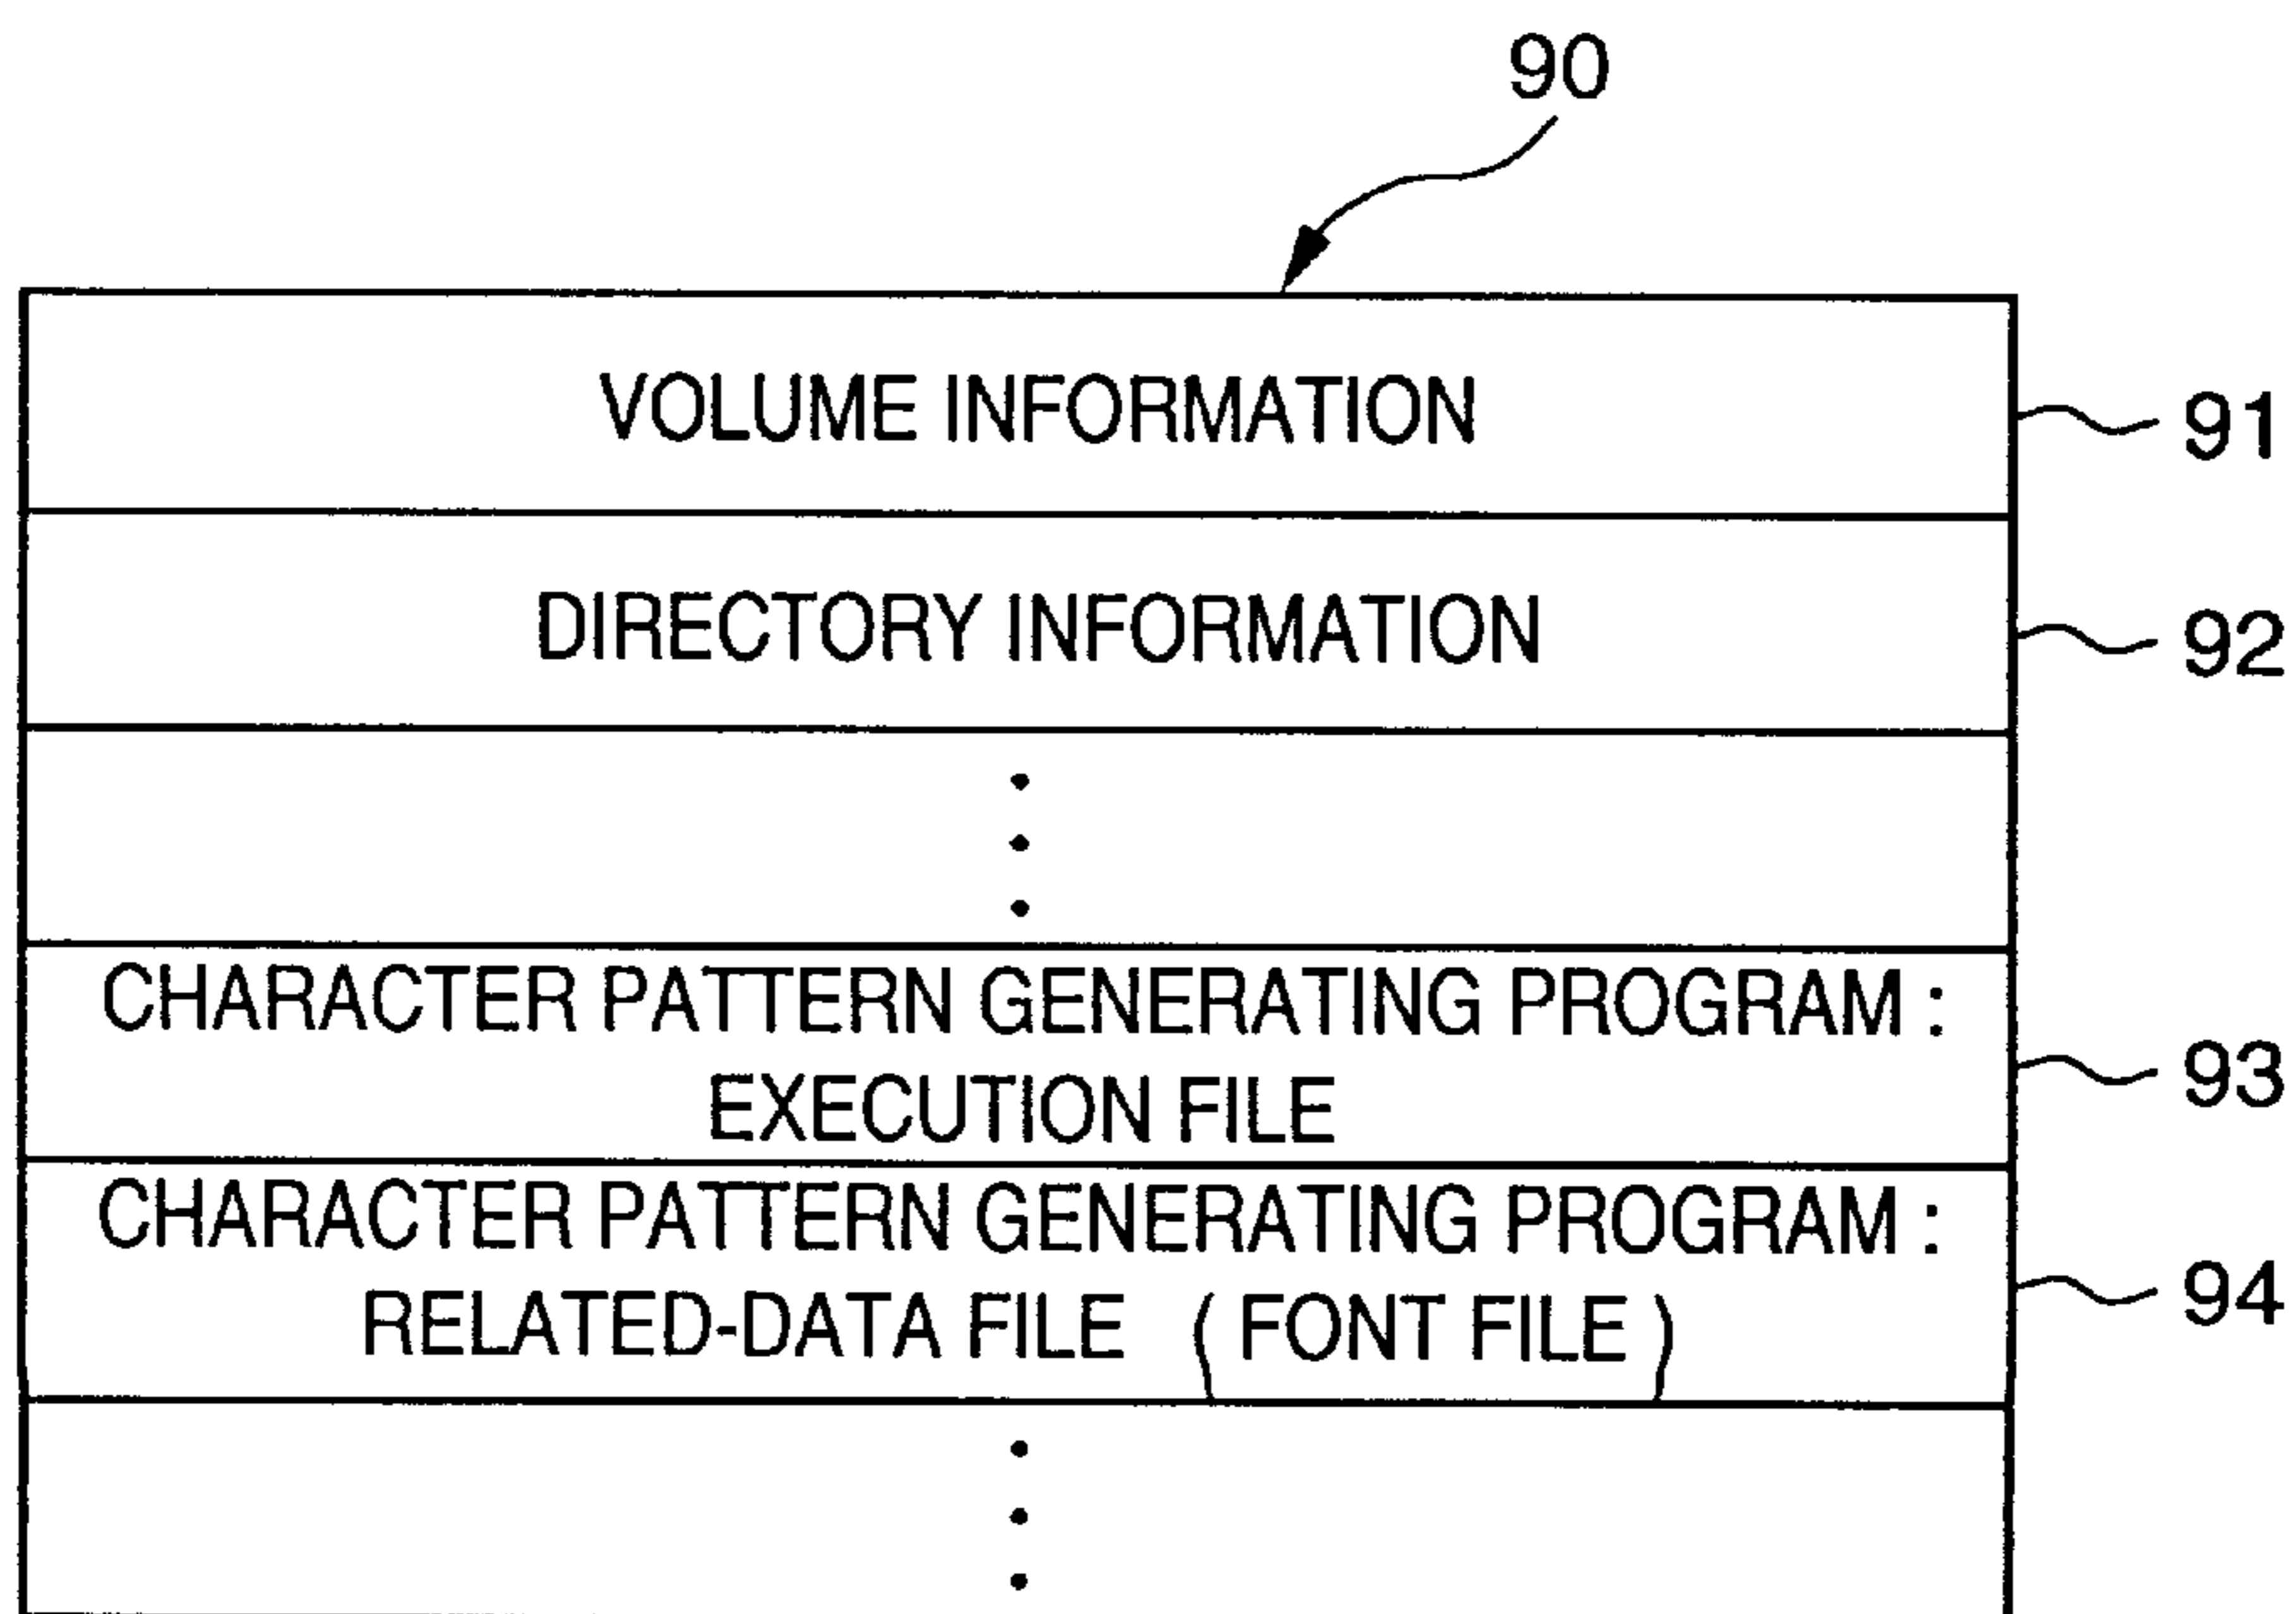 90
VOLUME INFORMATION
91
DIRECTORY INFORMATION
92
CHARACTER PATTERN GENERATING PROGRAM :
EXECUTION FILE
93
CHARACTER PATTERN GENERATING PROGRAM :
RELATED-DATA FILE ( FONT FILE )
94